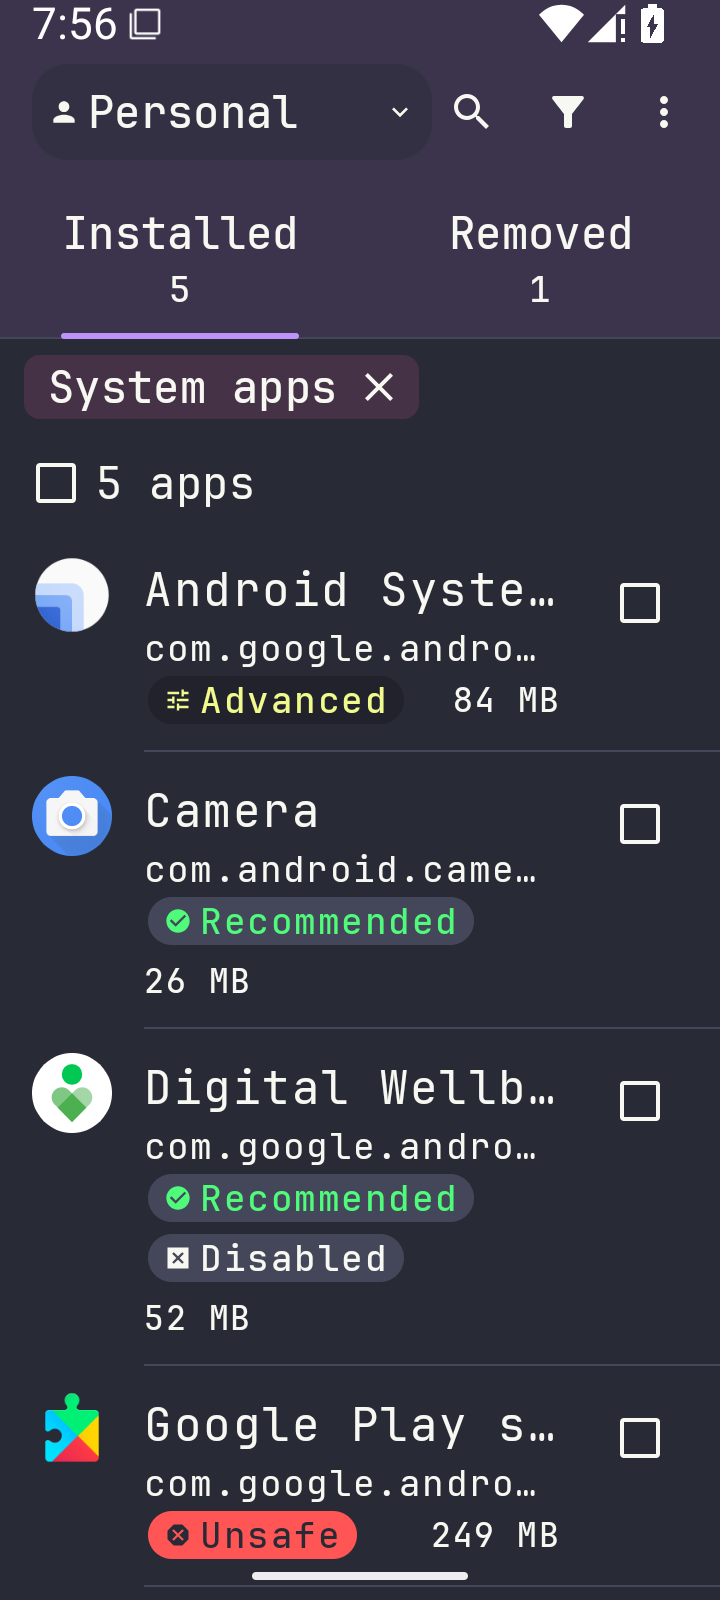 7:56
Personal
Installed
5
Removed
1
System apps
5 apps
Android Syste…
com.google.andro…
Advanced
84 MB
Camera
com.android.came…
Recommended
26 MB
Digital Wellb…
com.google.andro…
Recommended
Disabled
52 MB
Google Play s…
com.google.andro…
Unsafe
249 MB